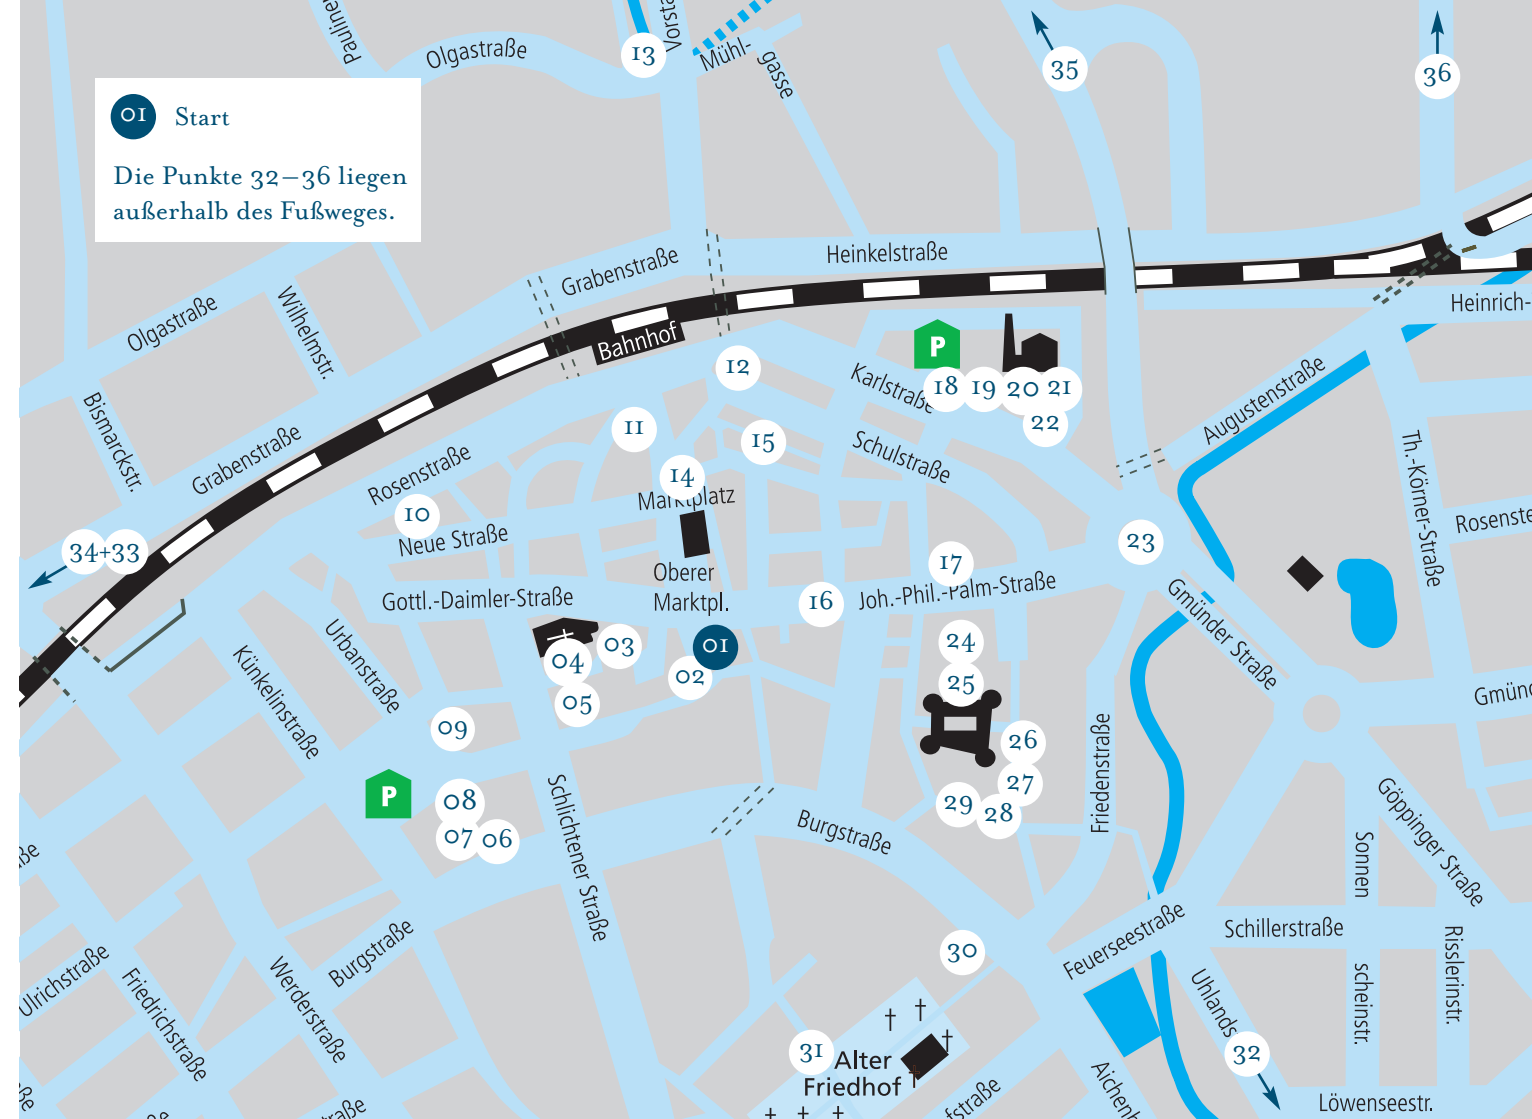 Olgastraße
13
Mühl-
gasse
35
36
01 Start
Die Punkte 32–36 liegen
außerhalb des Fußweges.
Grabenstraße
Heinkelstraße
Olgastraße
Wilhelmstr.
Bahnhof
P
Heinrich-
12
Karlstraße
18
19
20
21
22
Augustenstraße
Bismarckstr.
Grabenstraße
Rosenstraße
11
15
14
Marktplatz
Schulstraße
Th.-Körner-Straße
10
Neue Straße
34+33
23
17
Oberer
Marktpl.
Gottl.-Daimler-Straße
16
Joh.-Phil.-Palm-Straße
Gmünder Straße
Künkelinstraße
Urbanstraße
03
04
01
02
05
24
25
09
26
Friedenstraße
P
08
07
06
27
29
28
Schlichtener Straße
Burgstraße
Göppinger Straße
Sonnen
scheinstr.
Burgstraße
30
Feuerseestraße
Schillerstraße
Risslerinstr.
Ulrichstraße
Friedrichstraße
Werderstraße
Uhlands
31
Alter
Friedhof
32
Löwenseestr.